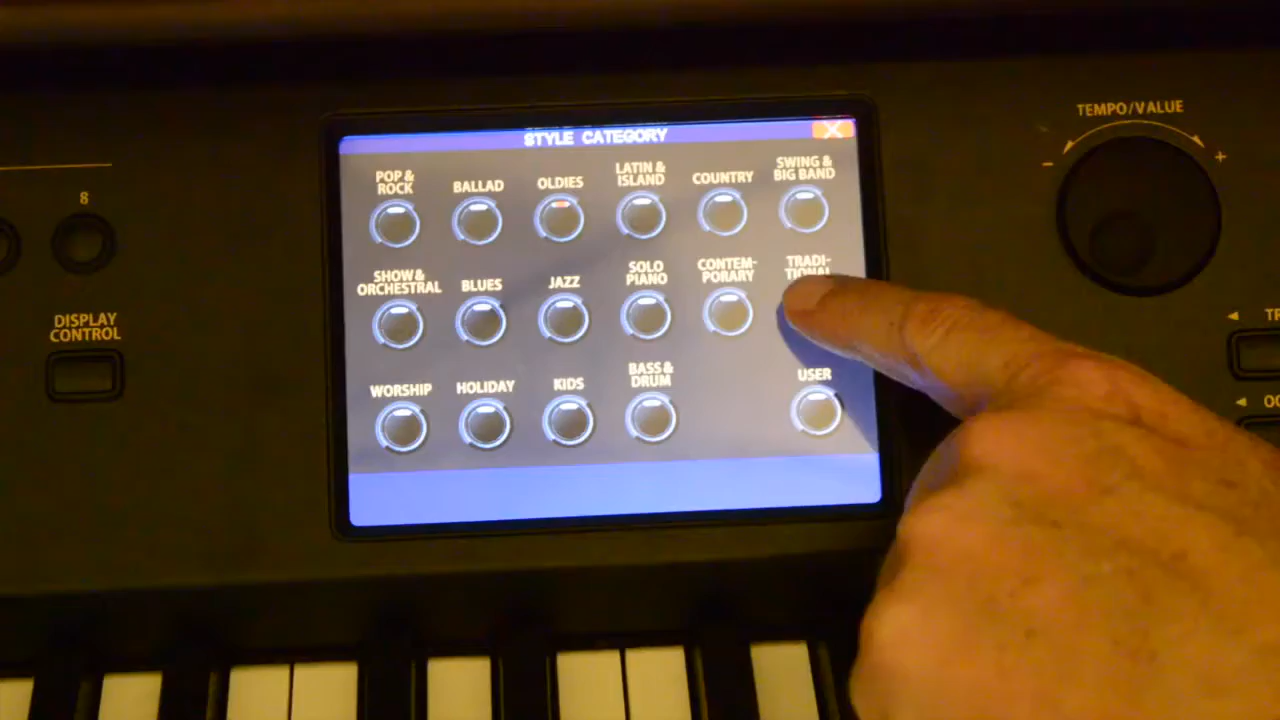 STYLE CATEGORY
TEMPO/VALUE
- +
8
DISPLAY
CONTROL
POP &
ROCK
BALLAD
OLDIES
LATIN &
ISLAND
COUNTRY
SWING &
BIG BAND
SHOW &
ORCHESTRAL
BLUES
JAZZ
SOLO
PIANO
CONTEM-
PORARY
TRADI-
TIONAL
WORSHIP
HOLIDAY
KIDS
BASS &
DRUM
USER